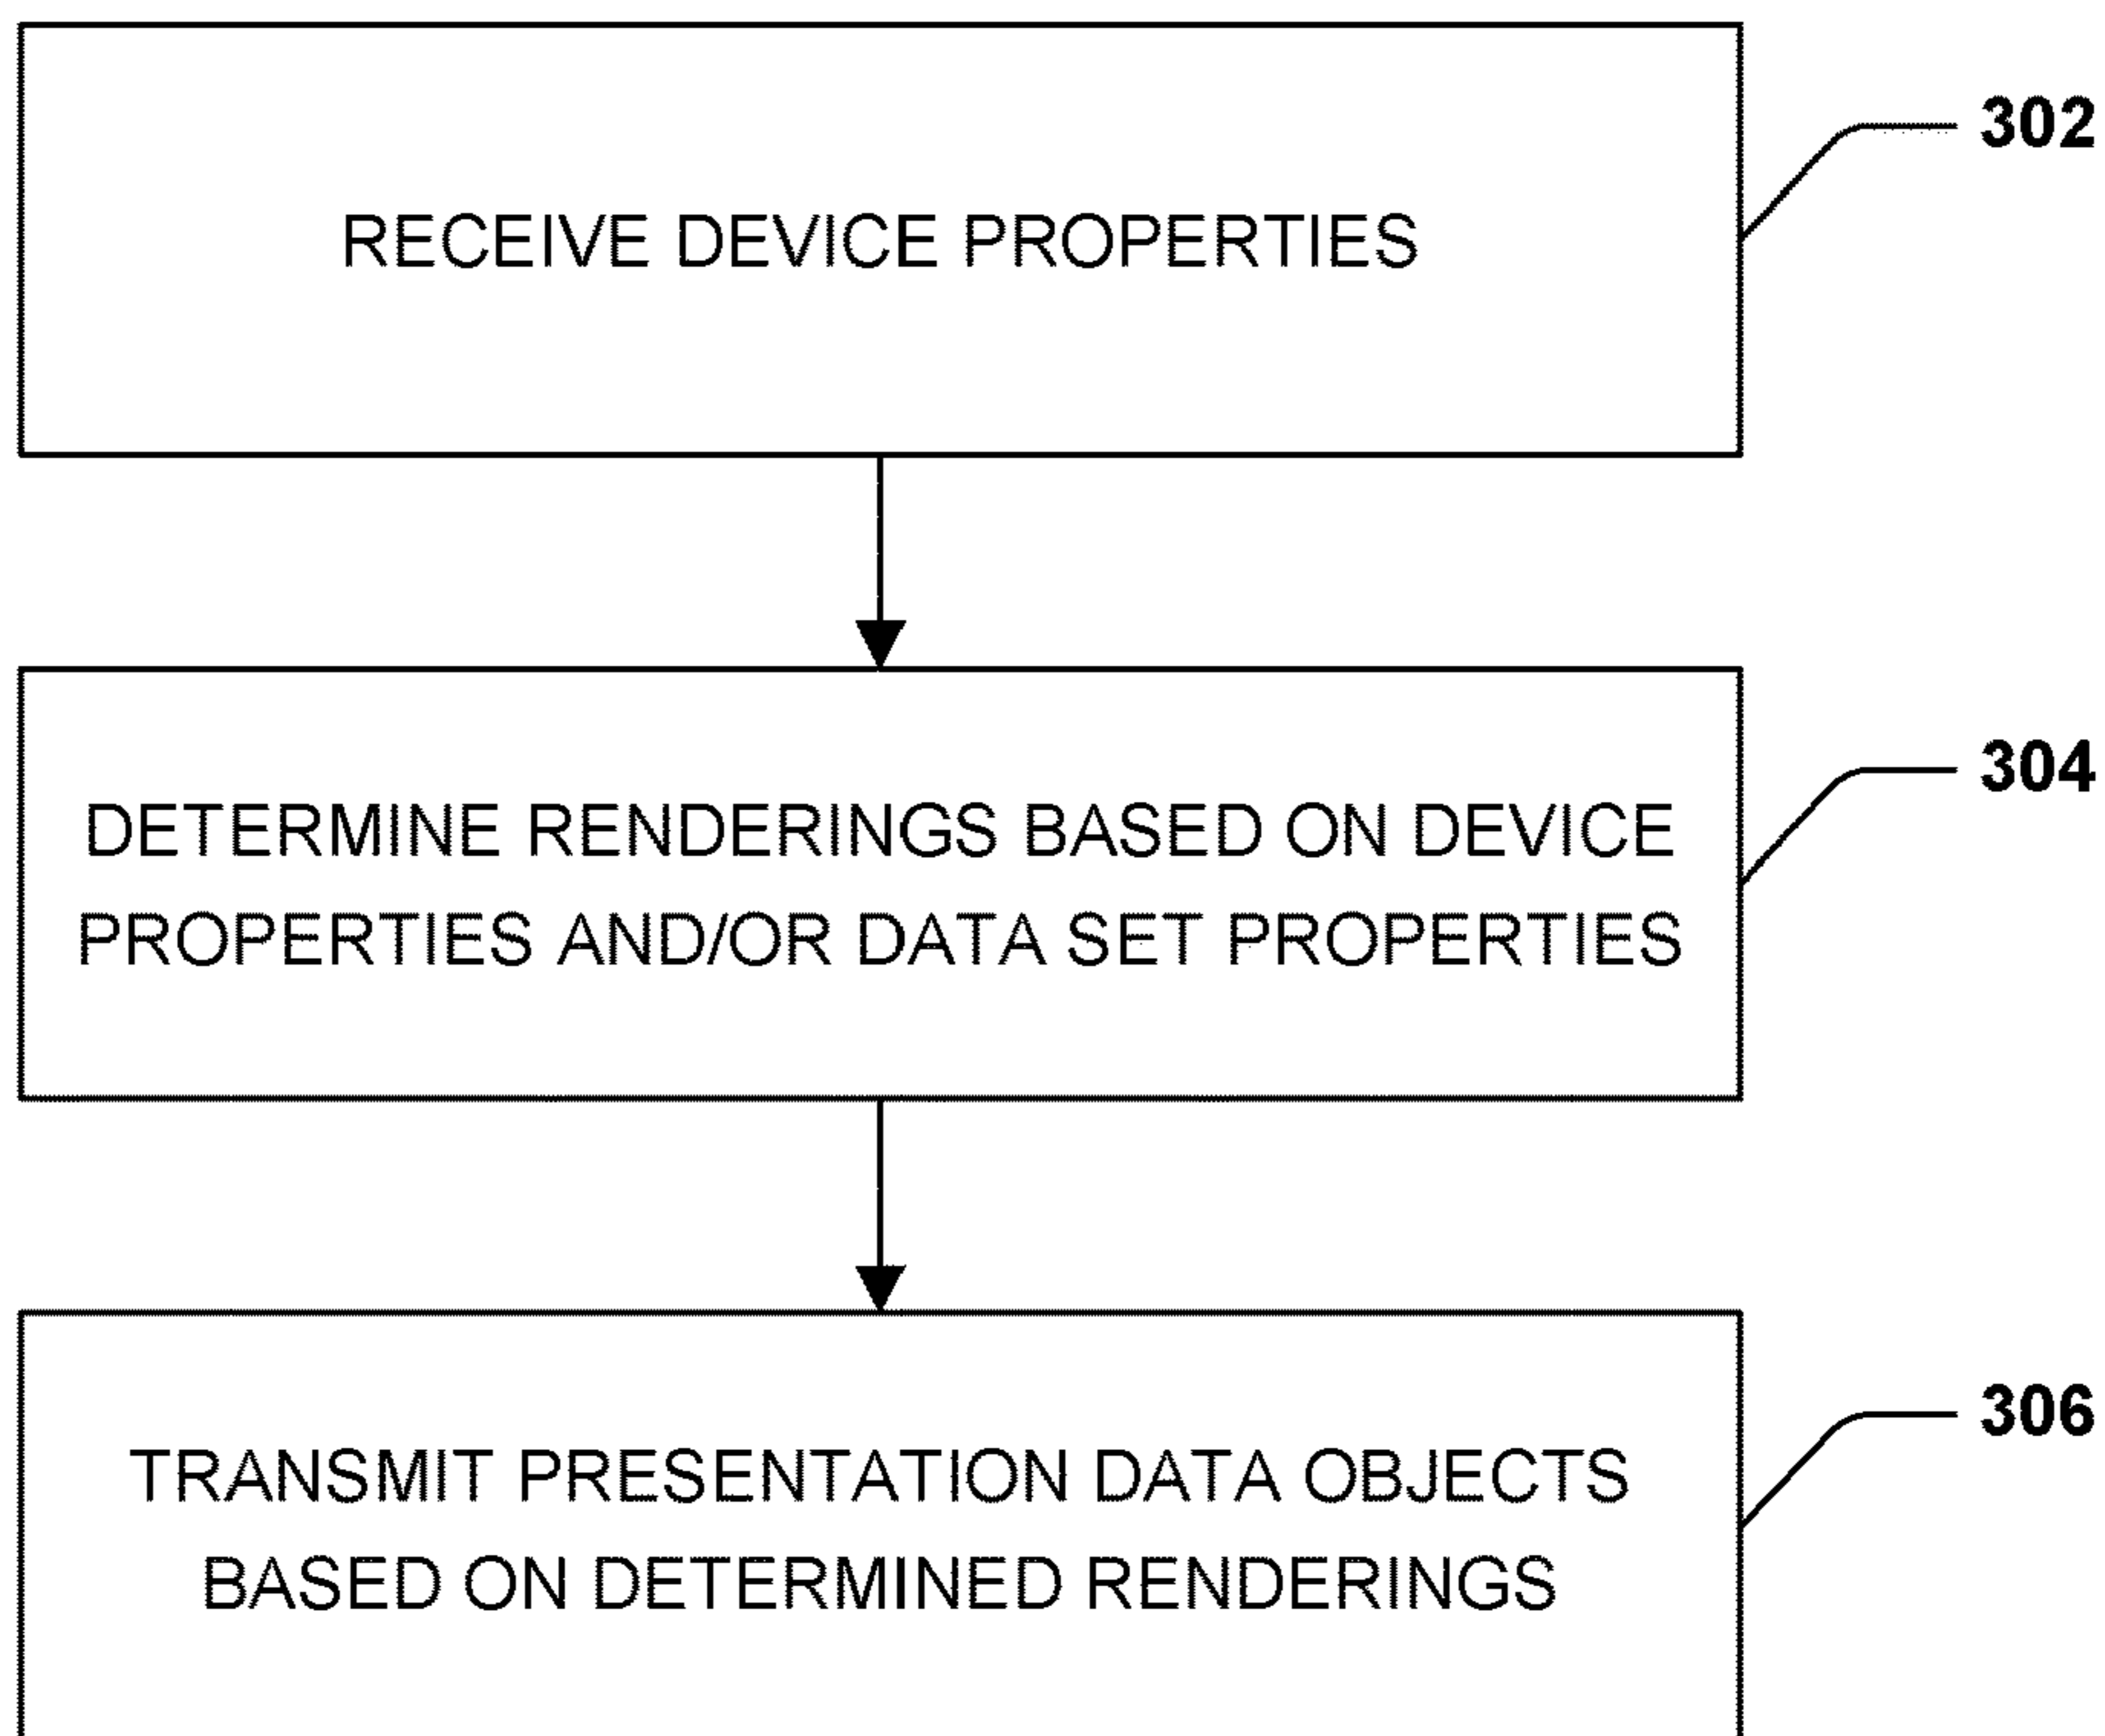 RECEIVE DEVICE PROPERTIES
302
DETERMINE RENDERINGS BASED ON DEVICE
PROPERTIES AND/OR DATA SET PROPERTIES
304
TRANSMIT PRESENTATION DATA OBJECTS
BASED ON DETERMINED RENDERINGS
306